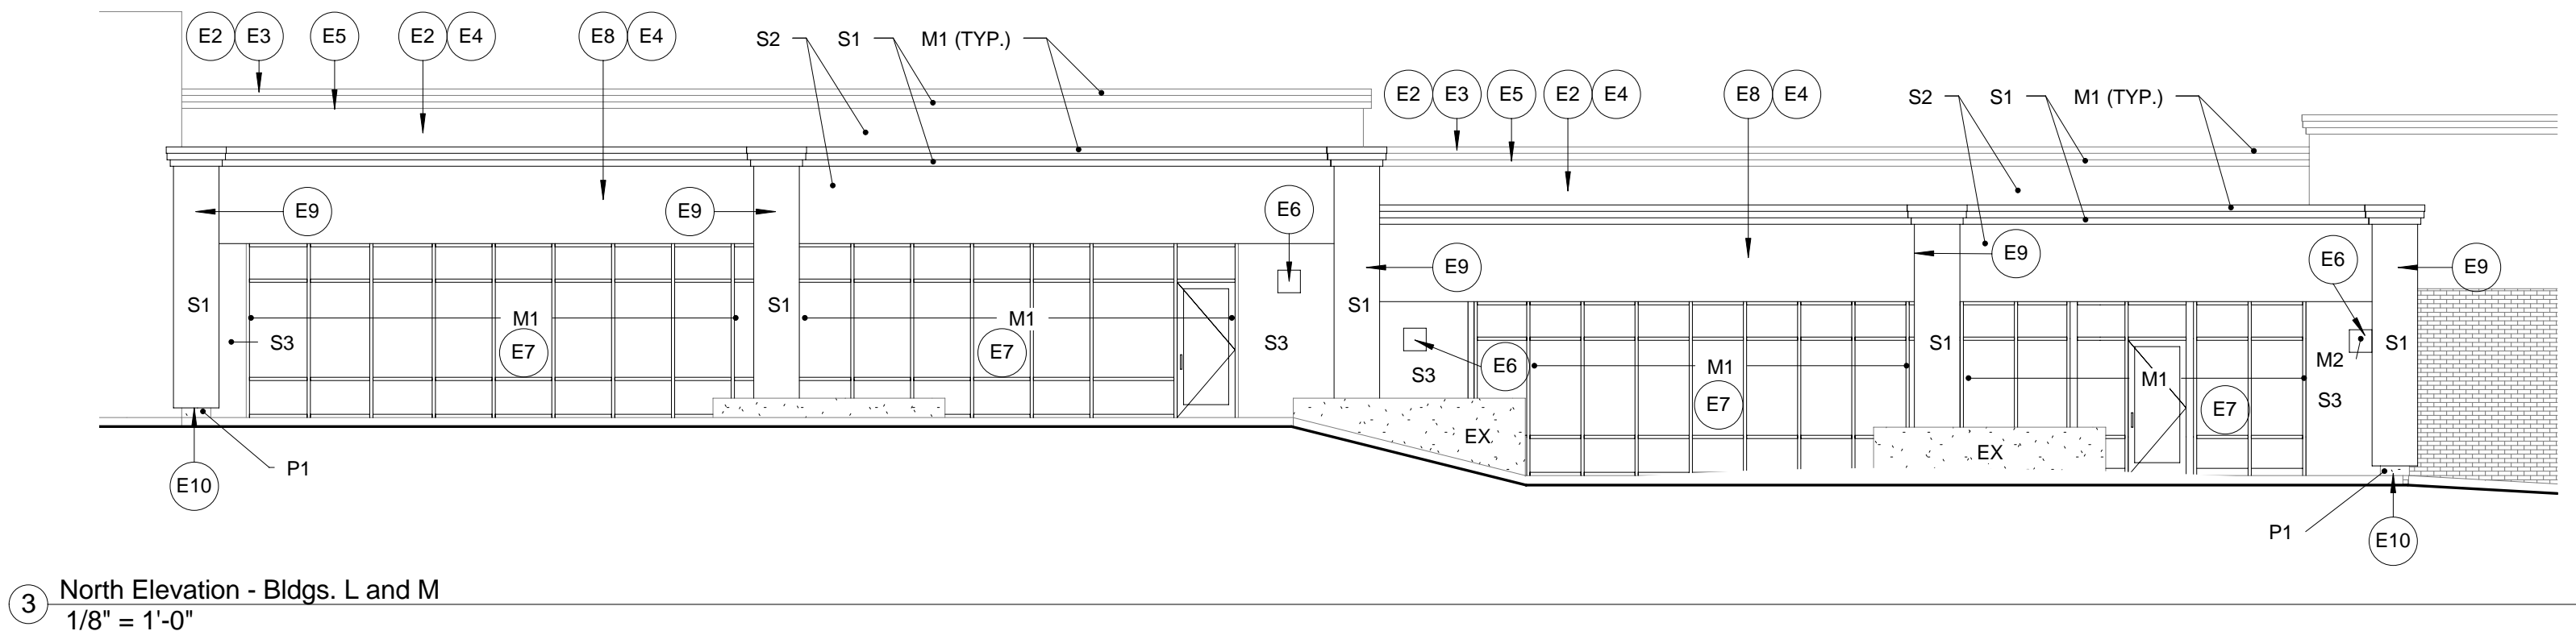 E2 E3 E5 E2 E4 E8 E4 S2 S1 M1 (TYP.)
E2 E3 E5 E2 E4 E8 E4 S2 S1 M1 (TYP.)
E9 E9 E6
E9 E9 E6 E9
S1 S1 S1
M1 M1
S3 E7 E7 S3
E6 S3 M1 E7 S1 M1 E7 M2 S3 S1
EX EX
P1
E10
P1
E10
3 North Elevation - Bldgs. L and M
1/8" = 1'-0"